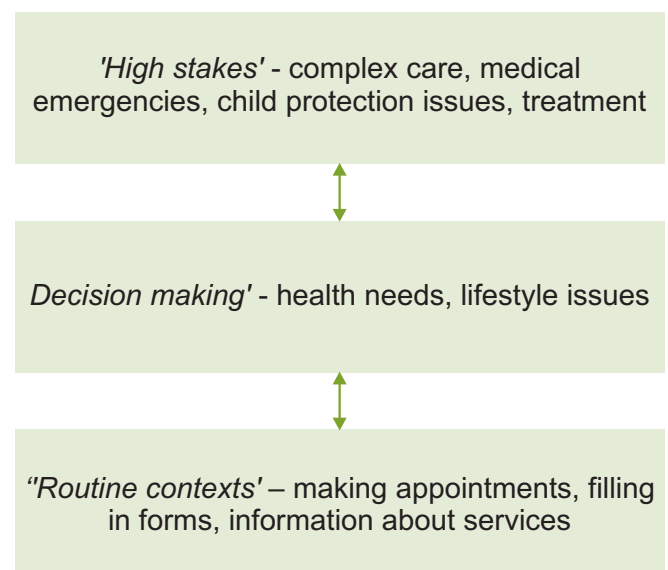 'High stakes' - complex care, medical
emergencies, child protection issues, treatment
Decision making' - health needs, lifestyle issues
‘'Routine contexts' – making appointments, filling
in forms, information about services